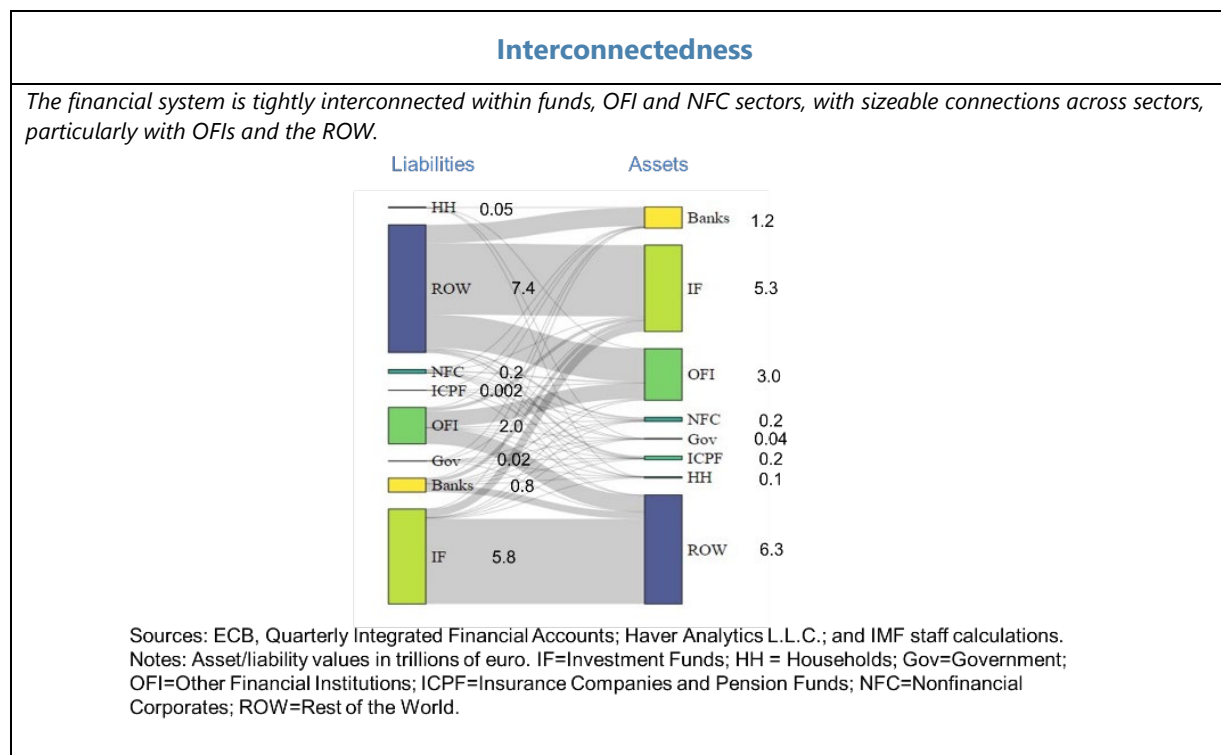 Interconnectedness
The financial system is tightly interconnected within funds, OFI and NFC sectors, with sizeable connections across sectors,
particularly with OFIs and the ROW.
Liabilities Assets
HH 0.05
Banks 1.2
ROW 7.4
IF 5.3
NFC 0.2
OFI 3.0
ICPF 0.002
NFC 0.2
OFI 2.0
Gov 0.04
Gov 0.02
ICPF 0.2
HH 0.1
Banks 0.8
ROW 6.3
IF 5.8
Sources: ECB, Quarterly Integrated Financial Accounts; Haver Analytics L.L.C.; and IMF staff calculations.
Notes: Asset/liability values in trillions of euro. IF=Investment Funds; HH = Households; Gov=Government;
OFI=Other Financial Institutions; ICPF=Insurance Companies and Pension Funds; NFC=Nonfinancial
Corporates; ROW=Rest of the World.